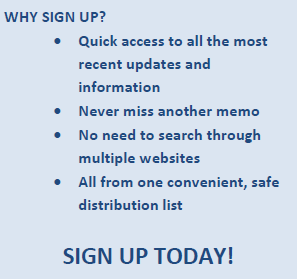 WHY SIGN UP?
• Quick access to all the most
recent updates and
information
• Never miss another memo
• No need to search through
multiple websites
• All from one convenient, safe
distribution list
SIGN UP TODAY!